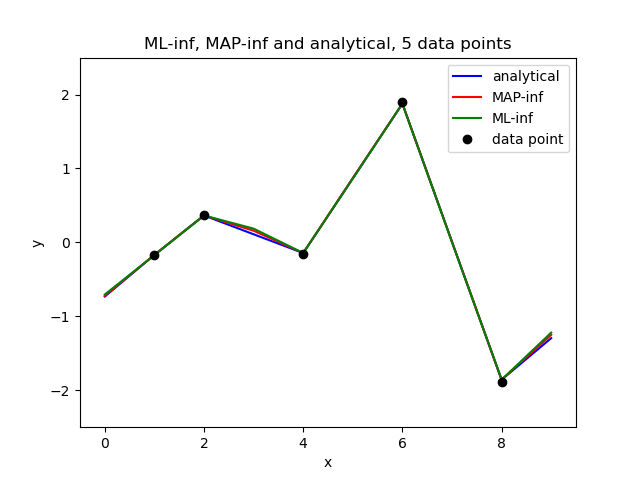 ML-inf, MAP-inf and analytical, 5 data points
analytical
MAP-inf
ML-inf
data point
2
1
0
−1
−2
y
0
2
4
6
8
x